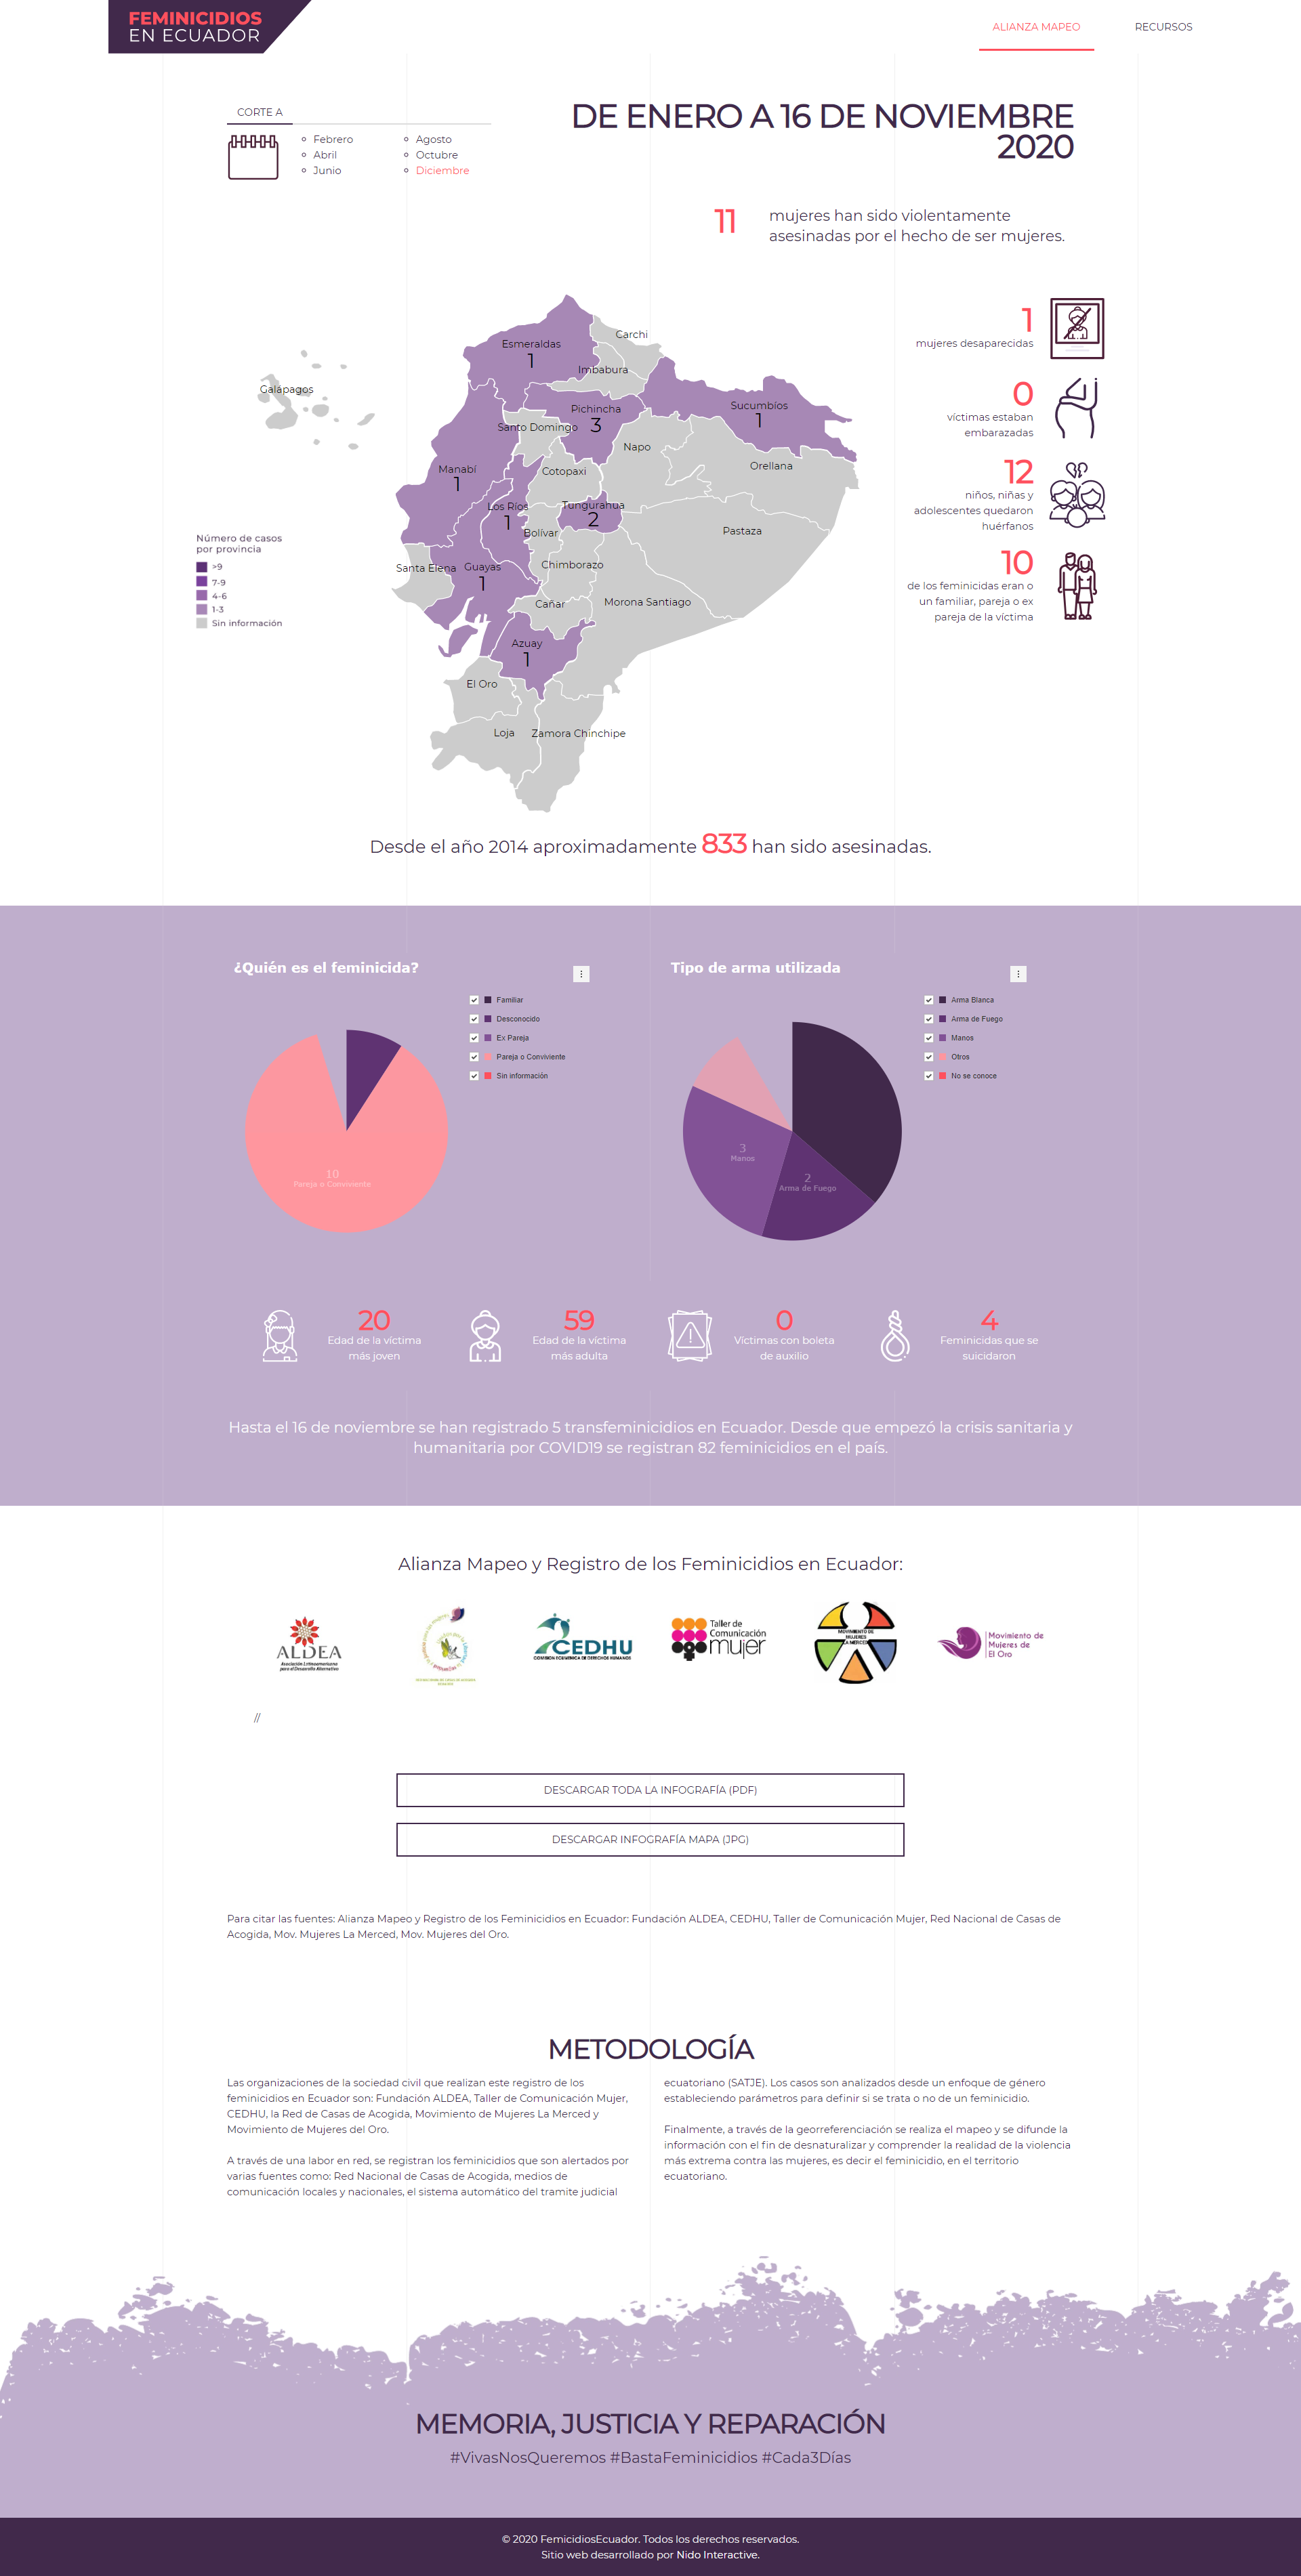 FEMINICIDIOS
EN ECUADOR
ALIANZA MAPEO
RECURSOS
CORTE A
Febrero
Abril
Junio
Agosto
Octubre
Diciembre
DE ENERO A 16 DE NOVIEMBRE
2020
11
mujeres han sido violentamente
asesinadas por el hecho de ser mujeres.
Galápagos
Esmeraldas
1
Carchi
Imbabura
Pichincha
3
Santo Domingo
Sucumbíos
1
Napo
Orellana
Manabí
1
Cotopaxi
Los Ríos
1
Tungurahua
2
Bolívar
Pastaza
Santa Elena
Guayas
1
Chimborazo
Cañar
Morona Santiago
Azuay
1
El Oro
Loja
Zamora Chinchipe
Número de casos
por provincia
>9
7-9
4-6
1-3
Sin información
1
mujeres desaparecidas
0
víctimas estaban
embarazadas
12
niños, niñas y
adolescentes quedaron
huérfanos
10
de los feminicidas eran o
un familiar, pareja o ex
pareja de la víctima
Desde el año 2014 aproximadamente 833 han sido asesinadas.
¿Quién es el feminicida?
Familiar
Desconocido
Ex Pareja
Pareja o Conviviente
Sin información
10
Pareja o Conviviente
Tipo de arma utilizada
Arma Blanca
Arma de Fuego
Manos
Otros
No se conoce
3
Manos
2
Arma de Fuego
20
Edad de la víctima
más joven
59
Edad de la víctima
más adulta
0
Víctimas con boleta
de auxilio
4
Feminicidas que se
suicidaron
Hasta el 16 de noviembre se han registrado 5 transfeminicidios en Ecuador. Desde que empezó la crisis sanitaria y
humanitaria por COVID19 se registran 82 feminicidios en el país.
Alianza Mapeo y Registro de los Feminicidios en Ecuador:
ALDEA
Asociación Latinoamericana
para el Desarrollo Alternativo
CEDHU
COMISIÓN ECUMÉNICA DE DERECHOS HUMANOS
Taller de
Comunicación
mujer
MOVIMIENTO DE
MUJERES
LA MERCED
Movimiento de
Mujeres de
El Oro
//
DESCARGAR TODA LA INFOGRAFÍA (PDF)
DESCARGAR INFOGRAFÍA MAPA (JPG)
Para citar las fuentes: Alianza Mapeo y Registro de los Feminicidios en Ecuador: Fundación ALDEA, CEDHU, Taller de Comunicación Mujer, Red Nacional de Casas de
Acogida, Mov. Mujeres La Merced, Mov. Mujeres del Oro.
METODOLOGÍA
Las organizaciones de la sociedad civil que realizan este registro de los
feminicidios en Ecuador son: Fundación ALDEA, Taller de Comunicación Mujer,
CEDHU, la Red de Casas de Acogida, Movimiento de Mujeres La Merced y
Movimiento de Mujeres del Oro.
A través de una labor en red, se registran los feminicidios que son alertados por
varias fuentes como: Red Nacional de Casas de Acogida, medios de
comunicación locales y nacionales, el sistema automático del tramite judicial
ecuatoriano (SATJE). Los casos son analizados desde un enfoque de género
estableciendo parámetros para definir si se trata o no de un feminicidio.
Finalmente, a través de la georreferenciación se realiza el mapeo y se difunde la
información con el fin de desnaturalizar y comprender la realidad de la violencia
más extrema contra las mujeres, es decir el feminicidio, en el territorio
ecuatoriano.
MEMORIA, JUSTICIA Y REPARACIÓN
#VivasNosQueremos #BastaFeminicidios #Cada3Días
© 2020 FemicidiosEcuador. Todos los derechos reservados.
Sitio web desarrollado por Nido Interactive.